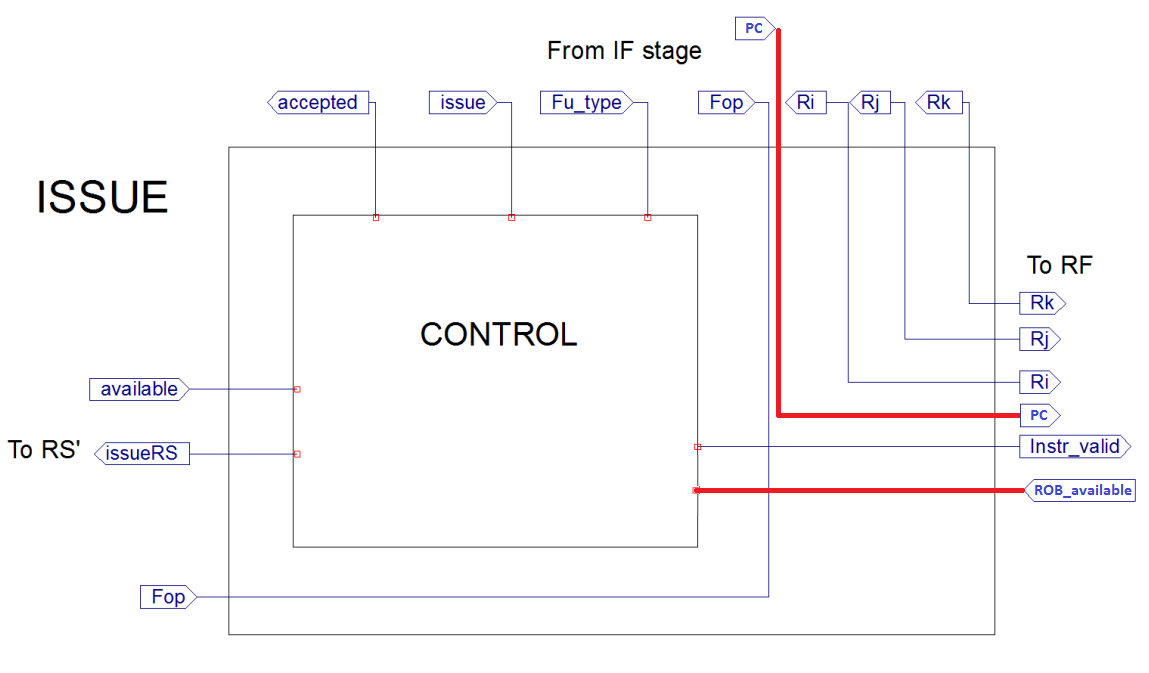 PC
From IF stage
accepted
issue
Fu_type
Fop
Ri
Rj
Rk
ISSUE
To RF
Rk
CONTROL
Rj
available
Ri
PC
To RS'
issueRS
Instr_valid
ROB_available
Fop